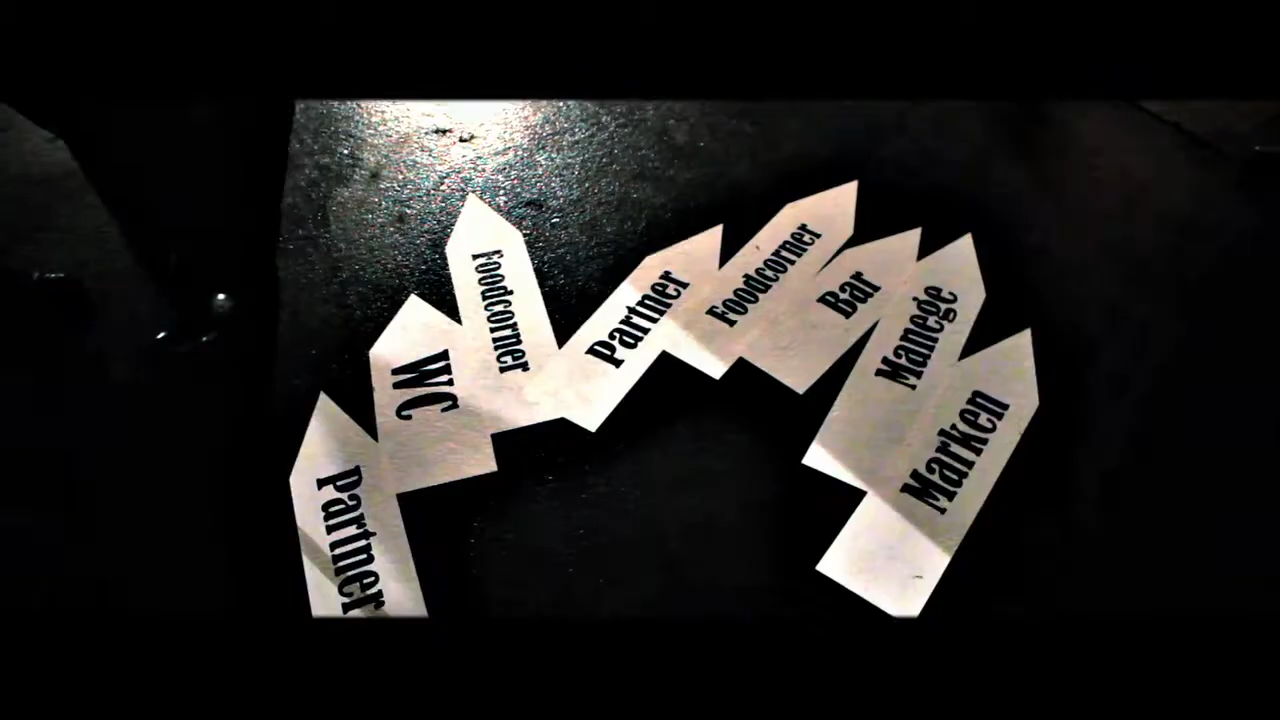 Partner
WC
Foodcorner
Partner
Foodcorner
Bar
Manege
Marken